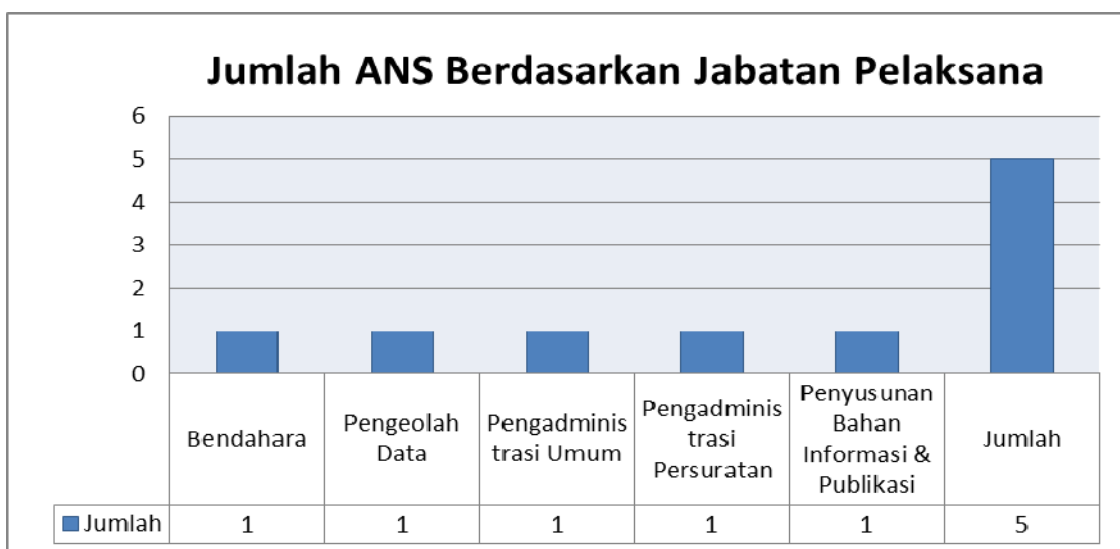 Jumlah ANS Berdasarkan Jabatan Pelaksana
6
5
4
3
2
1
0
Bendahara
Pengeolah
Data
Pengadminis
trasi Umum
Pengadminis
trasi
Persuratan
Penyusunan
Bahan
Informasi &
Publikasi
Jumlah
Jumlah 1 1 1 1 1 5